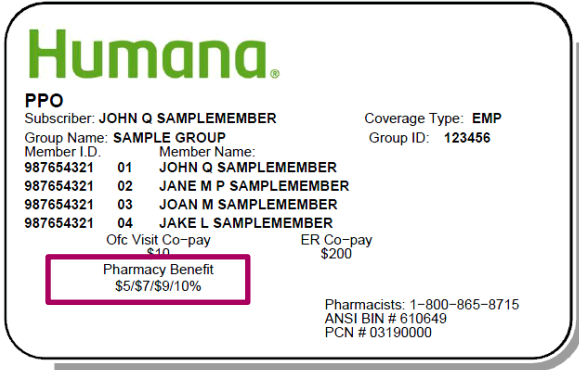 Humana®
PPO
Subscriber: JOHN Q SAMPLEMEMBER Coverage Type: EMP
Group Name: SAMPLE GROUP Group ID: 123456
Member I.D. Member Name:
987654321 01 JOHN Q SAMPLEMEMBER
987654321 02 JANE M P SAMPLEMEMBER
987654321 03 JOAN M SAMPLEMEMBER
987654321 04 JAKE L SAMPLEMEMBER
Ofc Visit Co-pay ER Co-pay
$10 $200
Pharmacy Benefit
$5/$7/$9/10%
Pharmacists: 1-800-865-8715
ANSI BIN # 610649
PCN # 03190000